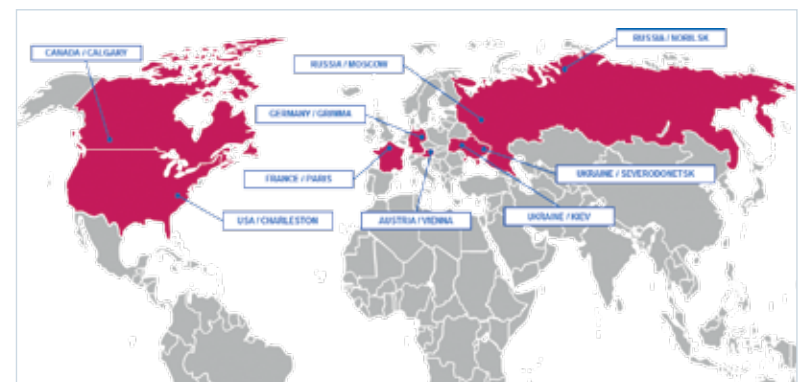 RUSSIA / NORILSK
CANADA / CALGARY
RUSSIA / MOSCOW
GERMANY / GRIMMA
UKRAINE / SEVERODONETSK
FRANCE / PARIS
USA / CHARLESTON
AUSTRIA / VIENNA
UKRAINE / KIEV